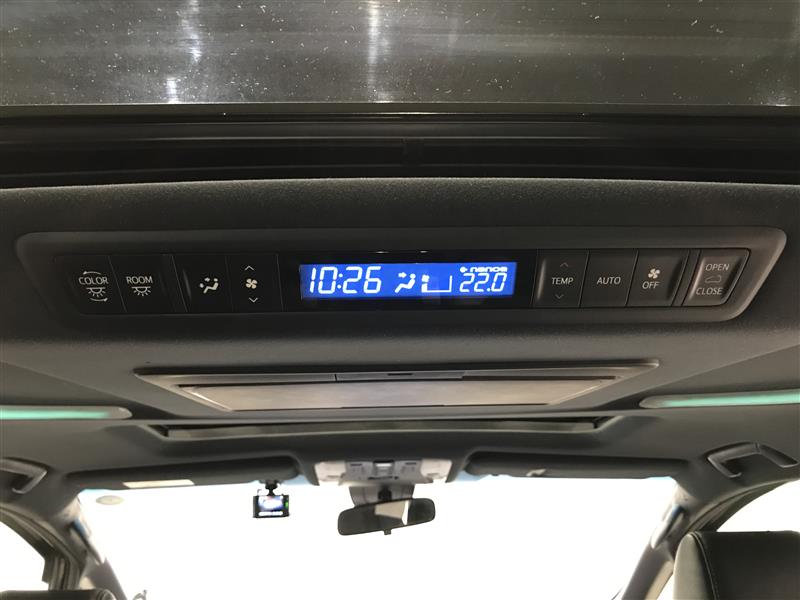 COLOR
ROOM
10:26
nanoe
22.0
TEMP
AUTO
OFF
OPEN
CLOSE